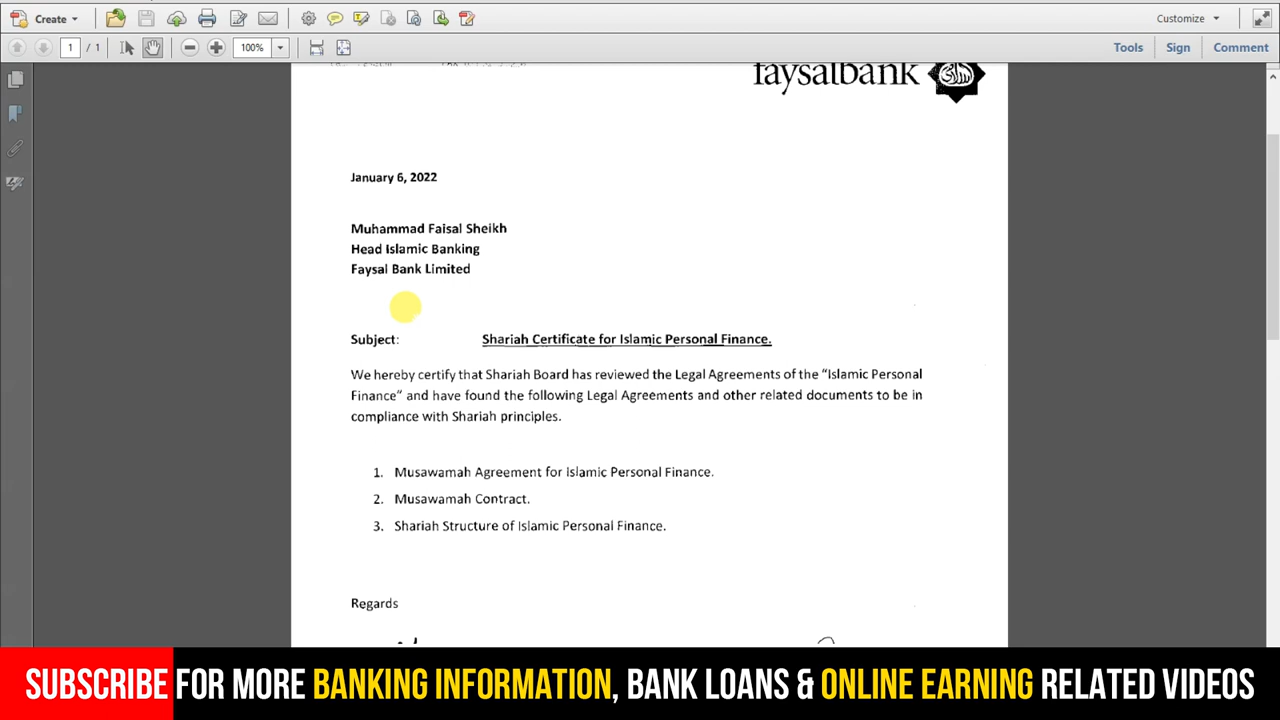 Create
Customize
1 / 1
100%
Tools
Sign
Comment
faysalbank
January 6, 2022
Muhammad Faisal Sheikh
Head Islamic Banking
Faysal Bank Limited
Subject: Shariah Certificate for Islamic Personal Finance.
We hereby certify that Shariah Board has reviewed the Legal Agreements of the “Islamic Personal
Finance” and have found the following Legal Agreements and other related documents to be in
compliance with Shariah principles.
1. Musawamah Agreement for Islamic Personal Finance.
2. Musawamah Contract.
3. Shariah Structure of Islamic Personal Finance.
Regards
SUBSCRIBE FOR MORE BANKING INFORMATION, BANK LOANS & ONLINE EARNING RELATED VIDEOS